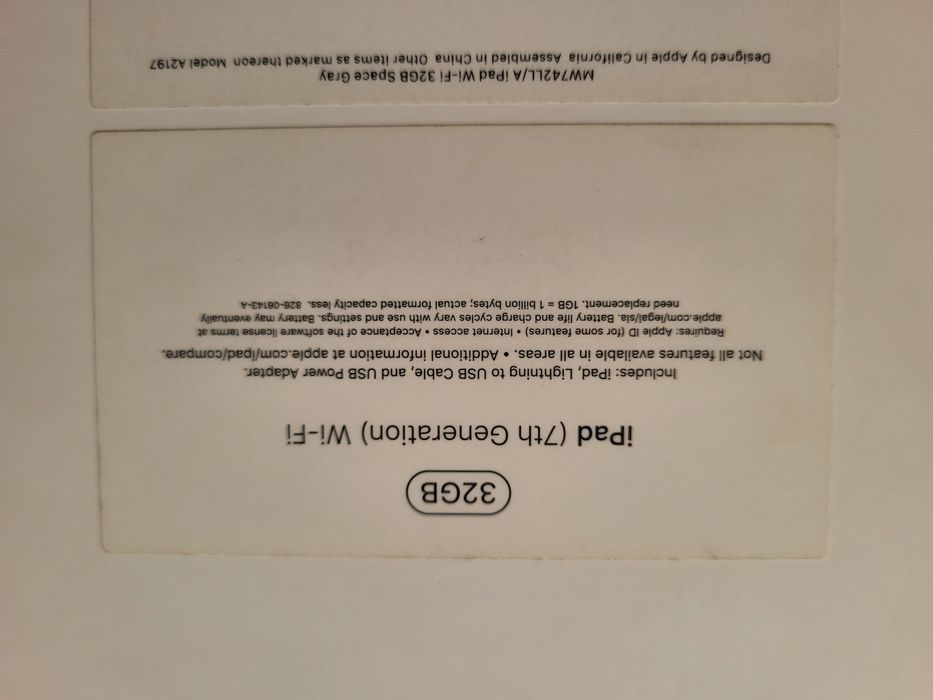 32GB
iPad (7th Generation) Wi-Fi
Includes: iPad, Lightning to USB Cable, and USB Power Adapter.
Not all features available in all areas. • Additional information at apple.com/ipad/compare.
Requires: Apple ID (for some features) • Internet access • Acceptance of the software license terms at
apple.com/legal/sla. Battery life and charge cycles vary with use and settings. Battery may eventually
need replacement. 1GB = 1 billion bytes; actual formatted capacity less. 326-06143-A
MW742LL/A iPad Wi-Fi 32GB Space Gray
Designed by Apple in California Assembled in China Other items as marked thereon Model A2197